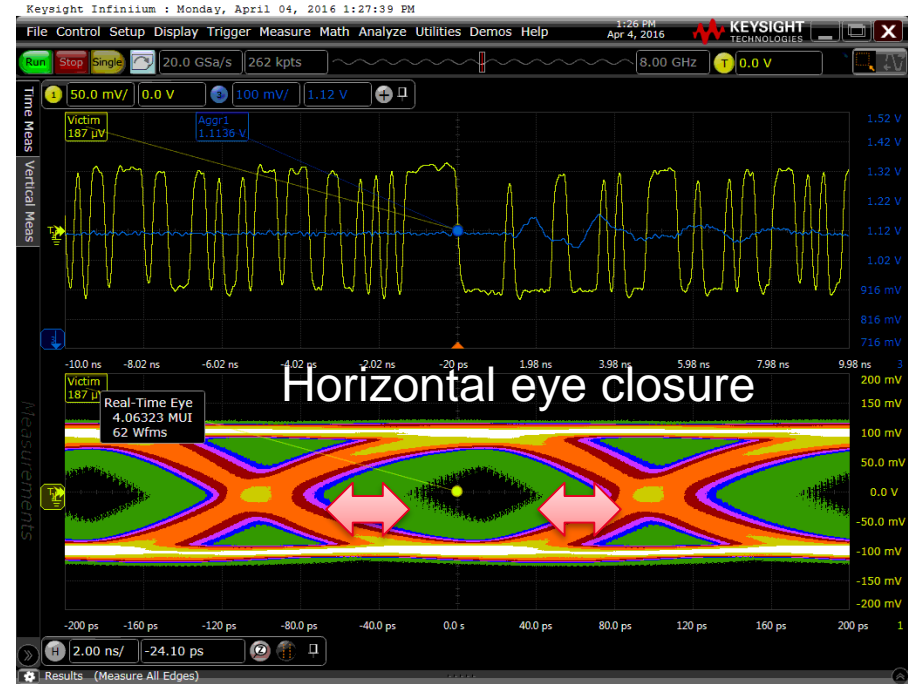 Keysight Infiniium : Monday, April 04, 2016 1:27:39 PM
File Control Setup Display Trigger Measure Math Analyze Utilities Demos Help
1:26 PM
Apr 4, 2016
KEYSIGHT
TECHNOLOGIES
Run Stop Single 20.0 GSa/s 262 kpts 8.00 GHz T 0.0 V
1 50.0 mV/ 0.0 V 3 100 mV/ 1.12 V
Time Meas
Vertical Meas
Measurements
Victim
187 µV
Aggr1
1.1136 V
1.52 V
1.42 V
1.32 V
1.22 V
1.12 V
1.02 V
916 mV
816 mV
716 mV
-10.0 ns -8.02 ns -6.02 ns -4.02 ns -2.02 ns -20 ps 1.98 ns 3.98 ns 5.98 ns 7.98 ns 9.98 ns 3
Horizontal eye closure
Victim
187 µV
Real-Time Eye
4.06323 MUI
62 Wfms
200 mV
150 mV
100 mV
50.0 mV
0.0 V
-50.0 mV
-100 mV
-150 mV
-200 mV
-200 ps -160 ps -120 ps -80.0 ps -40.0 ps 0.0 s 40.0 ps 80.0 ps 120 ps 160 ps 200 ps 1
H 2.00 ns/ -24.10 ps
Results (Measure All Edges)